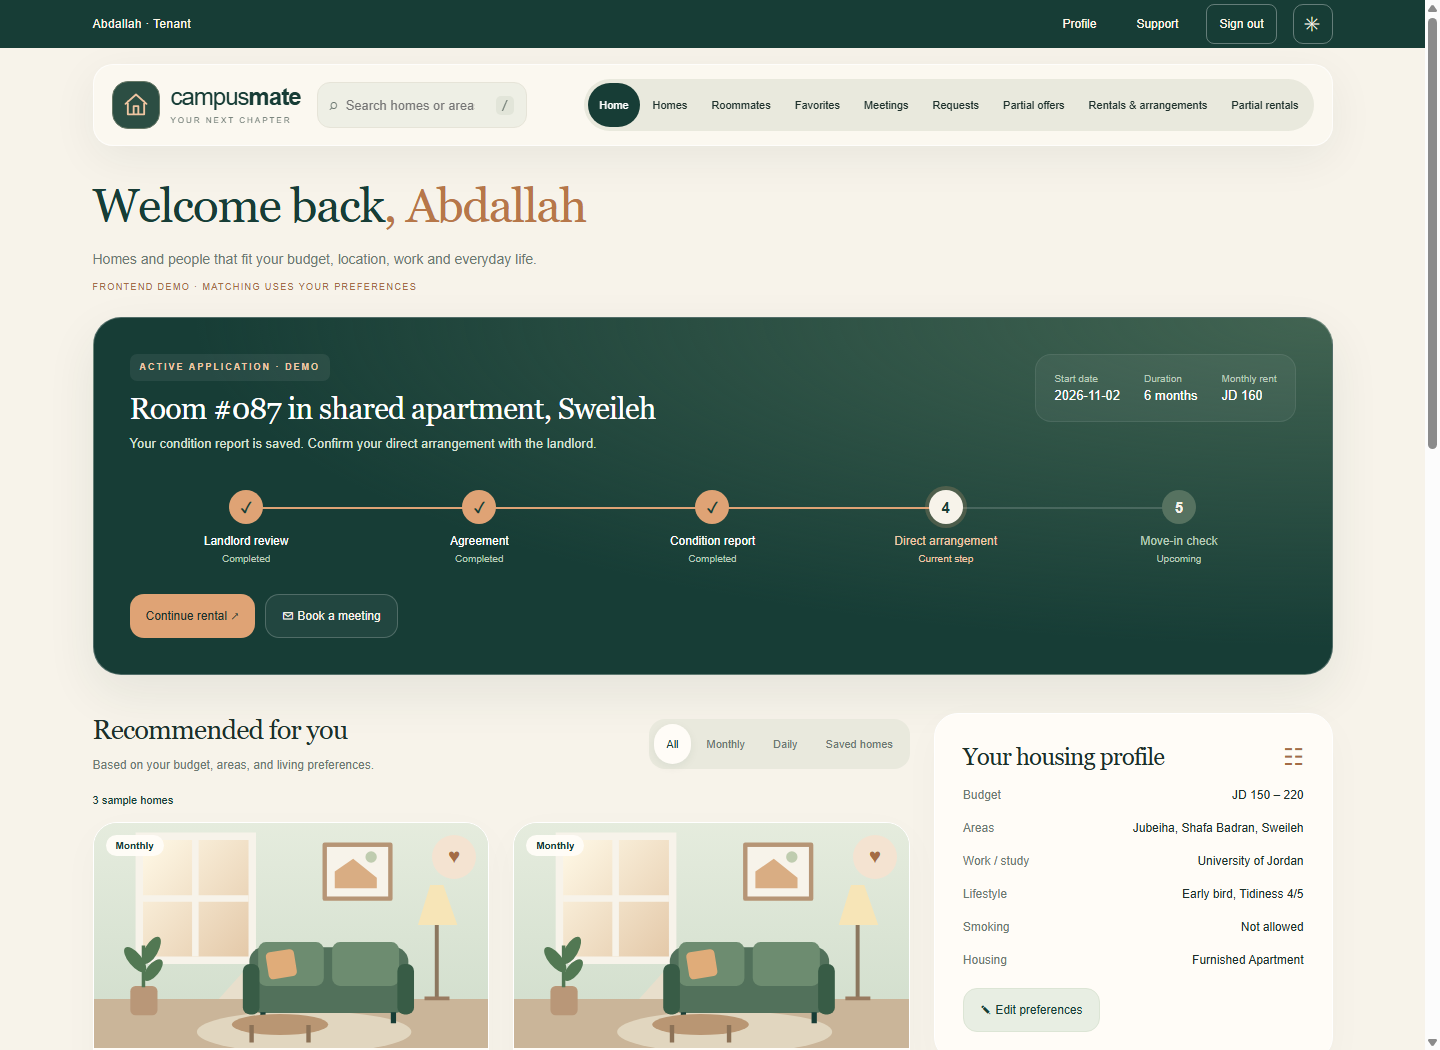 Abdallah · Tenant
Profile
Support
Sign out
campusmate
YOUR NEXT CHAPTER
Search homes or area
/
Home
Homes
Roommates
Favorites
Meetings
Requests
Partial offers
Rentals & arrangements
Partial rentals
Welcome back, Abdallah
Homes and people that fit your budget, location, work and everyday life.
FRONTEND DEMO · MATCHING USES YOUR PREFERENCES
ACTIVE APPLICATION · DEMO
Room #087 in shared apartment, Sweileh
Your condition report is saved. Confirm your direct arrangement with the landlord.
Start date
2026-11-02
Duration
6 months
Monthly rent
JD 160
✓
Landlord review
Completed
✓
Agreement
Completed
✓
Condition report
Completed
4
Direct arrangement
Current step
5
Move-in check
Upcoming
Continue rental ↗
Book a meeting
Recommended for you
Based on your budget, areas, and living preferences.
All
Monthly
Daily
Saved homes
3 sample homes
Monthly
Monthly
Your housing profile
Budget
JD 150 – 220
Areas
Jubeiha, Shafa Badran, Sweileh
Work / study
University of Jordan
Lifestyle
Early bird, Tidiness 4/5
Smoking
Not allowed
Housing
Furnished Apartment
Edit preferences